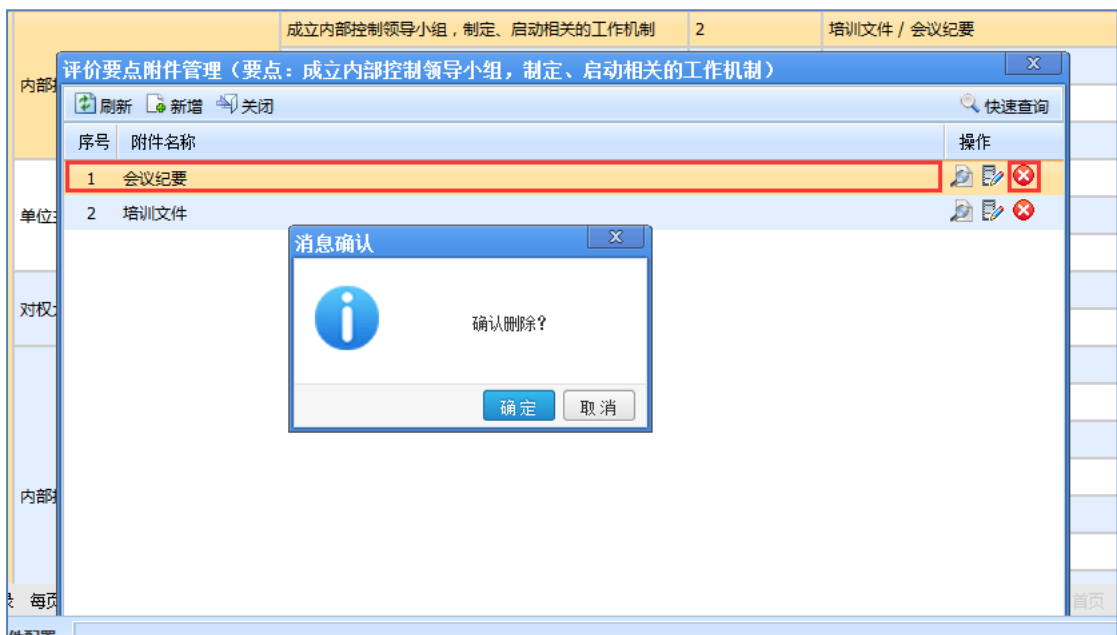 成立内部控制领导小组，制定、启动相关的工作机制 2 培训文件 / 会议纪要
评价要点附件管理（要点：成立内部控制领导小组，制定、启动相关的工作机制） X
内部
刷新 新增 关闭 快速查询
序号 附件名称 操作
1 会议纪要
单位
2 培训文件
消息确认 X
对权
确认删除?
确定 取消
内部
每页 首页
件配置